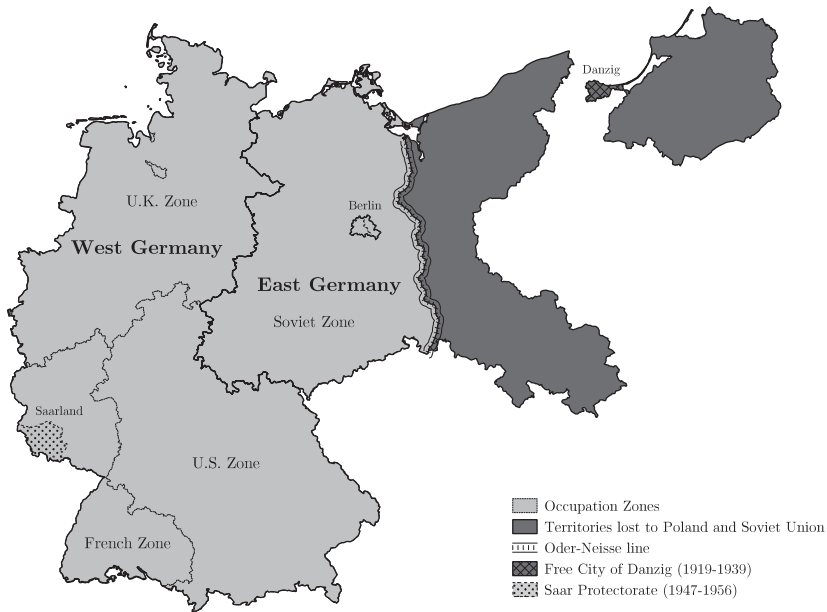 Danzig
U.K. Zone
Berlin
West Germany
East Germany
Soviet Zone
Saarland
U.S. Zone
French Zone
Occupation Zones
Territories lost to Poland and Soviet Union
Oder-Neisse line
Free City of Danzig (1919-1939)
Saar Protectorate (1947-1956)